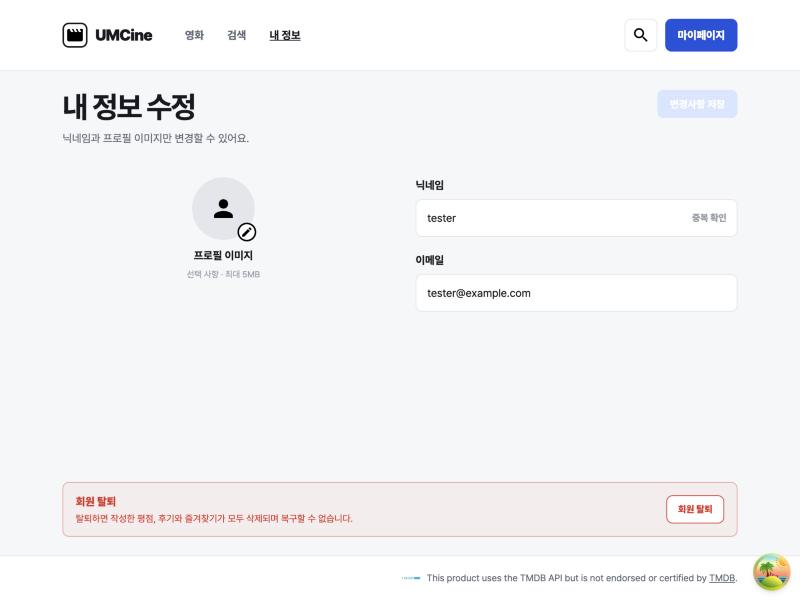 UMCine
영화
검색
내 정보
마이페이지
내 정보 수정
변경사항 저장
닉네임과 프로필 이미지만 변경할 수 있어요.
프로필 이미지
선택 사항 · 최대 5MB
닉네임
tester
중복 확인
이메일
tester@example.com
회원 탈퇴
탈퇴하면 작성한 평점, 후기와 즐겨찾기가 모두 삭제되며 복구할 수 없습니다.
회원 탈퇴
This product uses the TMDB API but is not endorsed or certified by TMDB.